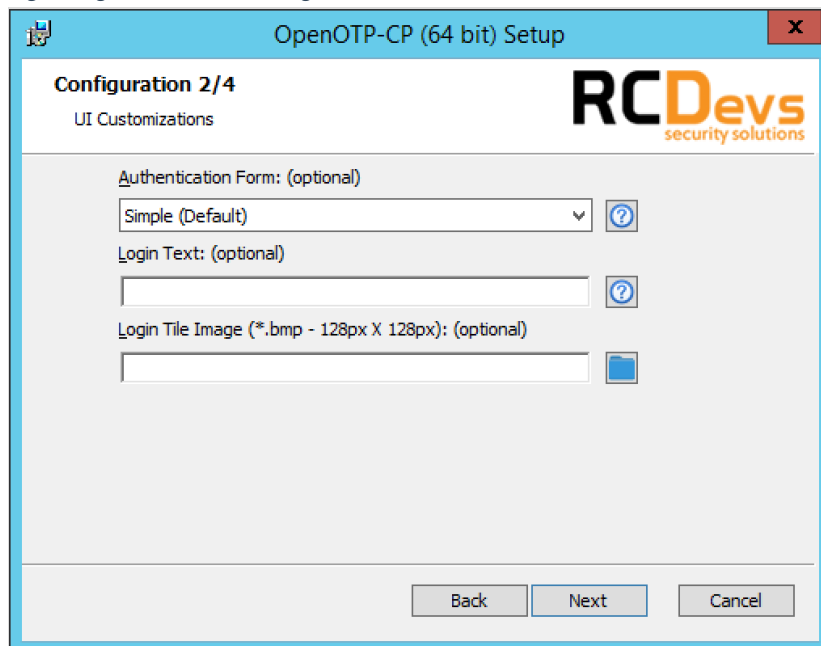 OpenOTP-CP (64 bit) Setup
x
Configuration 2/4
UI Customizations
RCDevs
security solutions
Authentication Form: (optional)
Simple (Default)
?
Login Text: (optional)
?
Login Tile Image (*.bmp - 128px X 128px): (optional)
Back
Next
Cancel